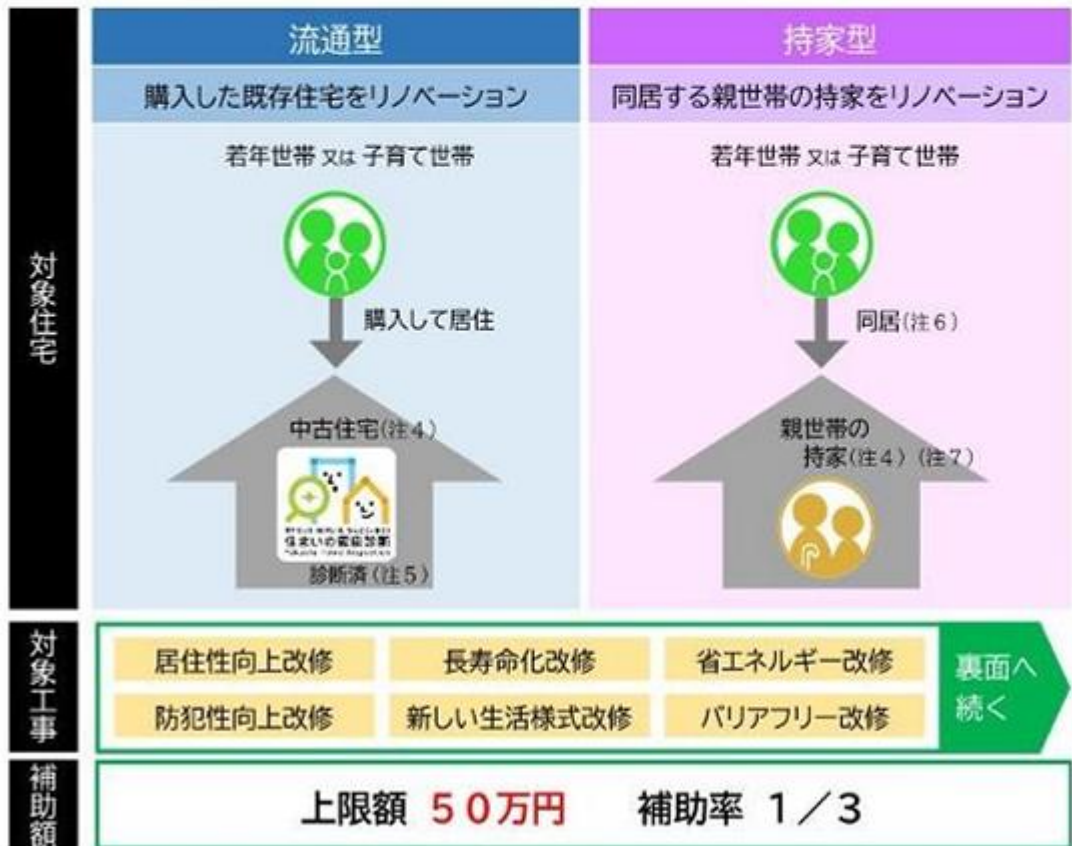 対象住宅
流通型
購入した既存住宅をリノベーション
若年世帯 又は 子育て世帯
購入して居住
中古住宅(注4)
住まいの健康診断
診断済(注5)
持家型
同居する親世帯の持家をリノベーション
若年世帯 又は 子育て世帯
同居(注6)
親世帯の
持家(注4)(注7)
対象工事
居住性向上改修
長寿命化改修
省エネルギー改修
防犯性向上改修
新しい生活様式改修
バリアフリー改修
裏面へ
続く
補助額
上限額 50万円 補助率 1/3